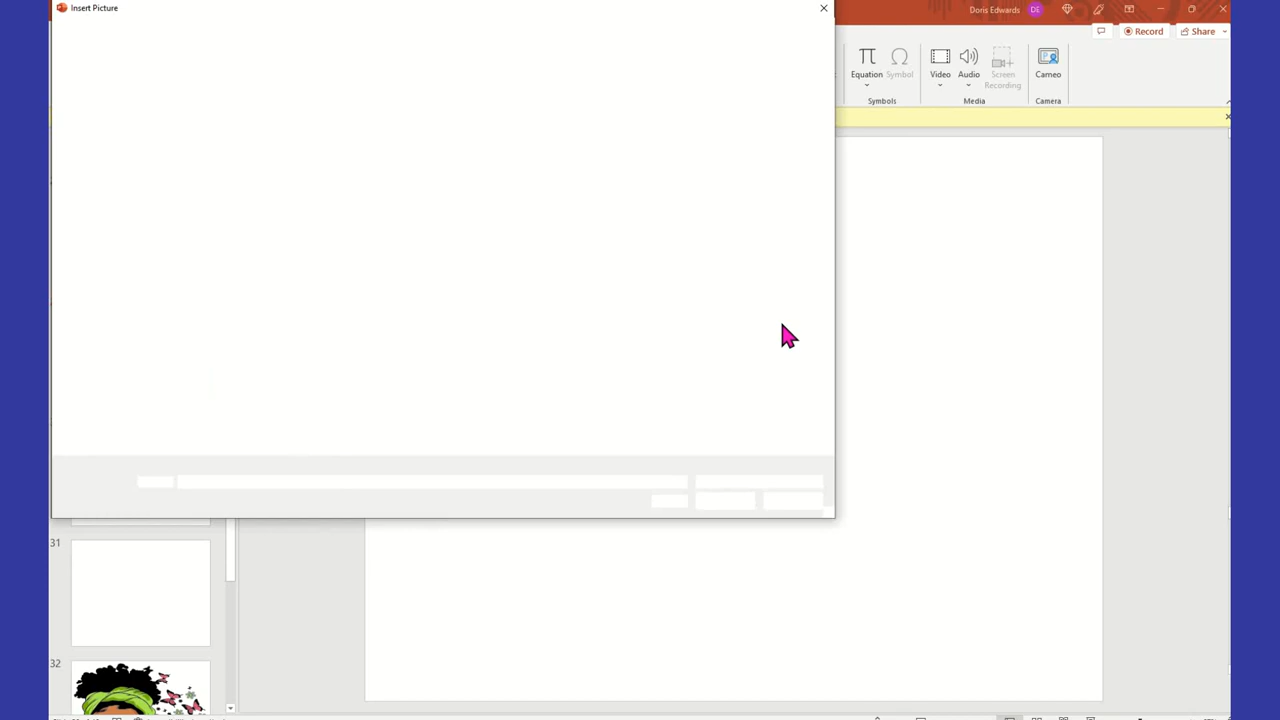 Insert Picture
Doris Edwards DE
Record Share
Equation Symbol Video Audio Screen Recording Cameo
Symbols Media Camera
31
32